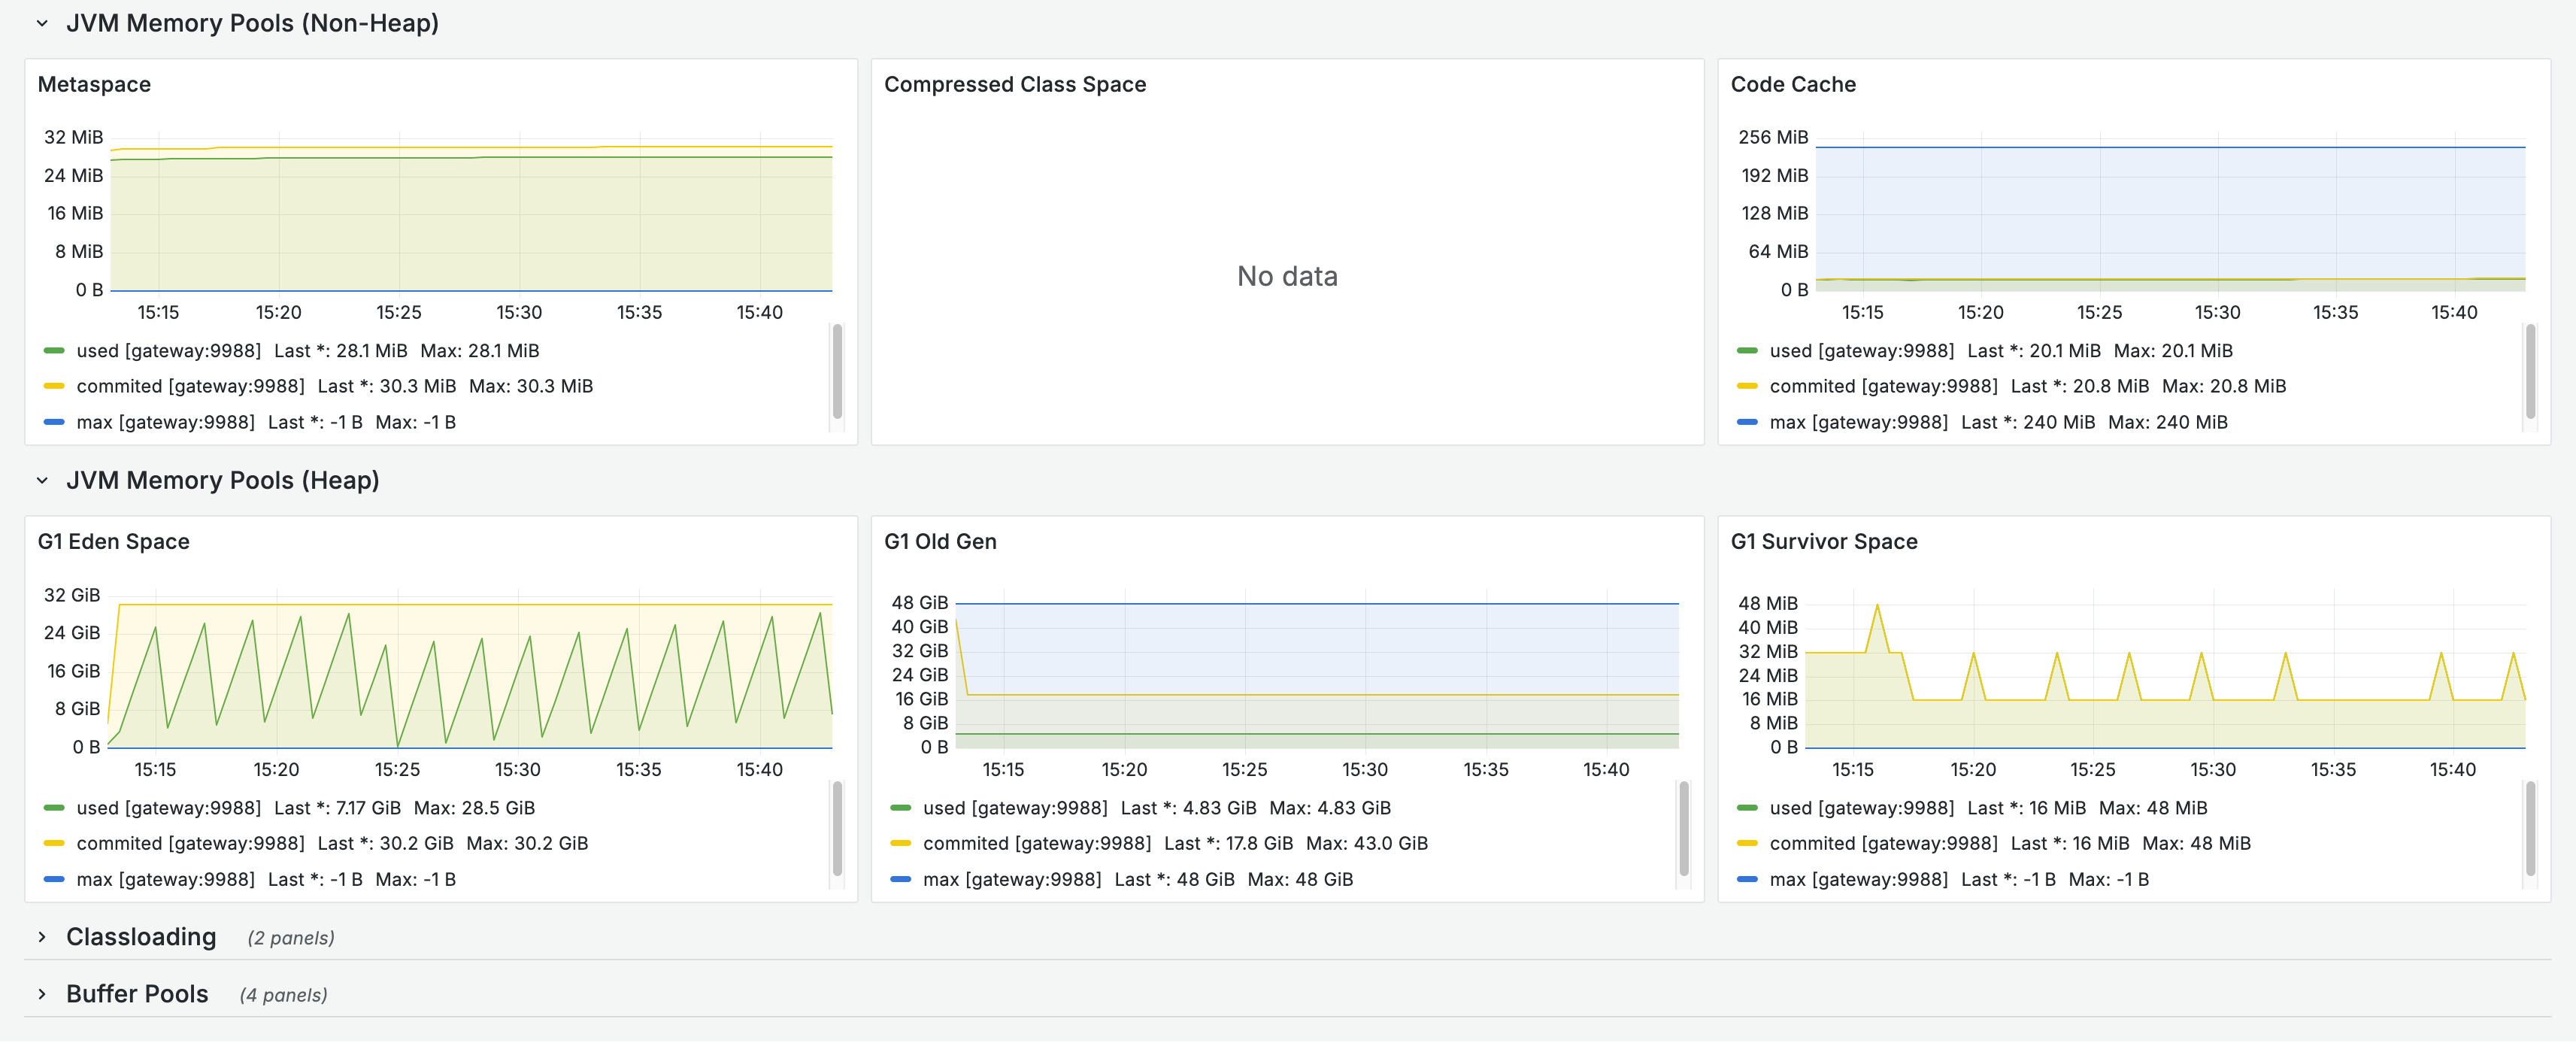 JVM Memory Pools (Non-Heap)
Metaspace
32 MiB
24 MiB
16 MiB
8 MiB
0 B
15:15 15:20 15:25 15:30 15:35 15:40
used [gateway:9988] Last *: 28.1 MiB Max: 28.1 MiB
commited [gateway:9988] Last *: 30.3 MiB Max: 30.3 MiB
max [gateway:9988] Last *: -1 B Max: -1 B
Compressed Class Space
No data
Code Cache
256 MiB
192 MiB
128 MiB
64 MiB
0 B
15:15 15:20 15:25 15:30 15:35 15:40
used [gateway:9988] Last *: 20.1 MiB Max: 20.1 MiB
commited [gateway:9988] Last *: 20.8 MiB Max: 20.8 MiB
max [gateway:9988] Last *: 240 MiB Max: 240 MiB
JVM Memory Pools (Heap)
G1 Eden Space
32 GiB
24 GiB
16 GiB
8 GiB
0 B
15:15 15:20 15:25 15:30 15:35 15:40
used [gateway:9988] Last *: 7.17 GiB Max: 28.5 GiB
commited [gateway:9988] Last *: 30.2 GiB Max: 30.2 GiB
max [gateway:9988] Last *: -1 B Max: -1 B
G1 Old Gen
48 GiB
40 GiB
32 GiB
24 GiB
16 GiB
8 GiB
0 B
15:15 15:20 15:25 15:30 15:35 15:40
used [gateway:9988] Last *: 4.83 GiB Max: 4.83 GiB
commited [gateway:9988] Last *: 17.8 GiB Max: 43.0 GiB
max [gateway:9988] Last *: 48 GiB Max: 48 GiB
G1 Survivor Space
48 MiB
40 MiB
32 MiB
24 MiB
16 MiB
8 MiB
0 B
15:15 15:20 15:25 15:30 15:35 15:40
used [gateway:9988] Last *: 16 MiB Max: 48 MiB
commited [gateway:9988] Last *: 16 MiB Max: 48 MiB
max [gateway:9988] Last *: -1 B Max: -1 B
Classloading (2 panels)
Buffer Pools (4 panels)